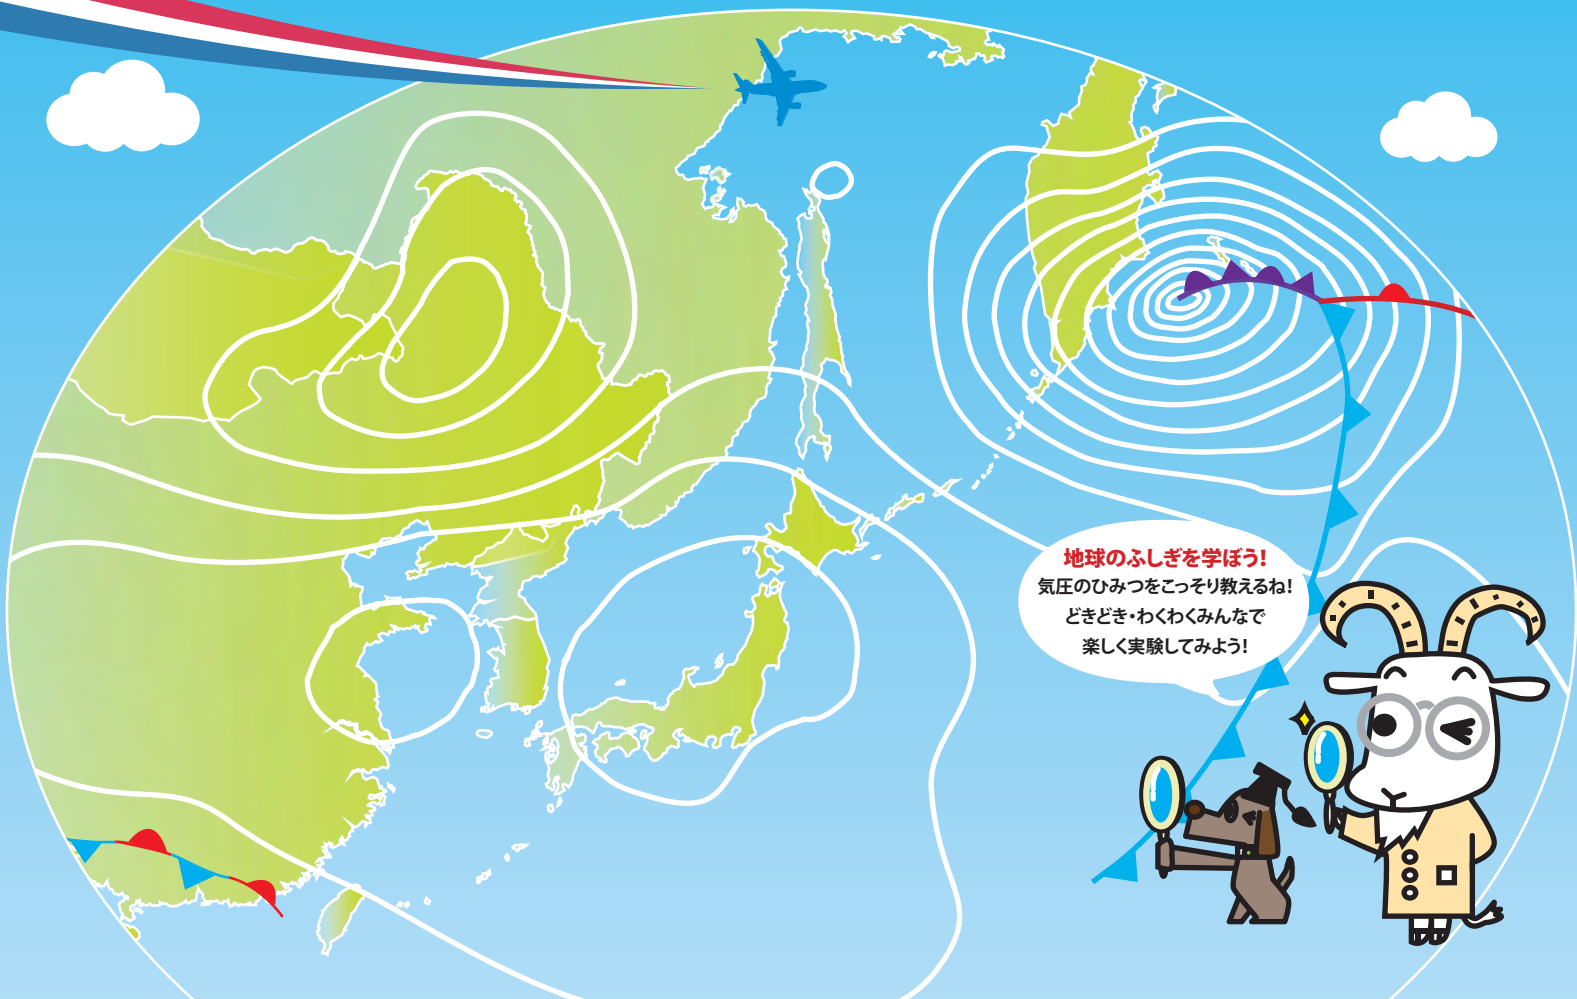 地球のふしぎを学ぼう!
気圧のひみつをこっそり教えるね!
どきどき・わくわくみんなで
楽しく実験してみよう!